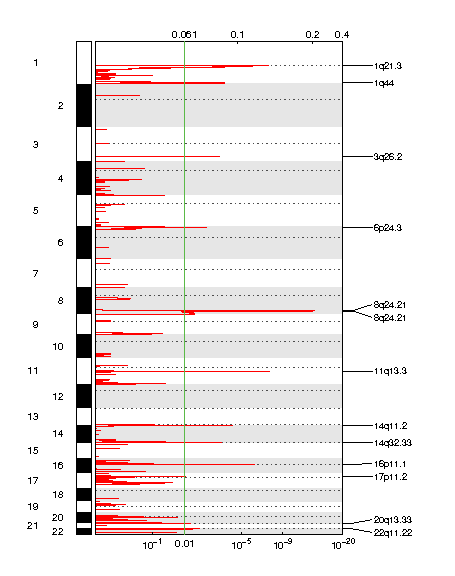 0.051 0.1 0.2 0.4
1
1q21.3
1q44
2
3
3q26.2
4
5
6p24.3
6
7
8
8q24.21
8q24.21
9
10
11
11q13.3
12
13
14q11.2
14
14q32.33
15
16
16p11.1
17
17p11.2
18
19
20
20q13.33
21
22
22q11.22
10⁻¹ 0.01 10⁻⁵ 10⁻⁹ 10⁻²⁰